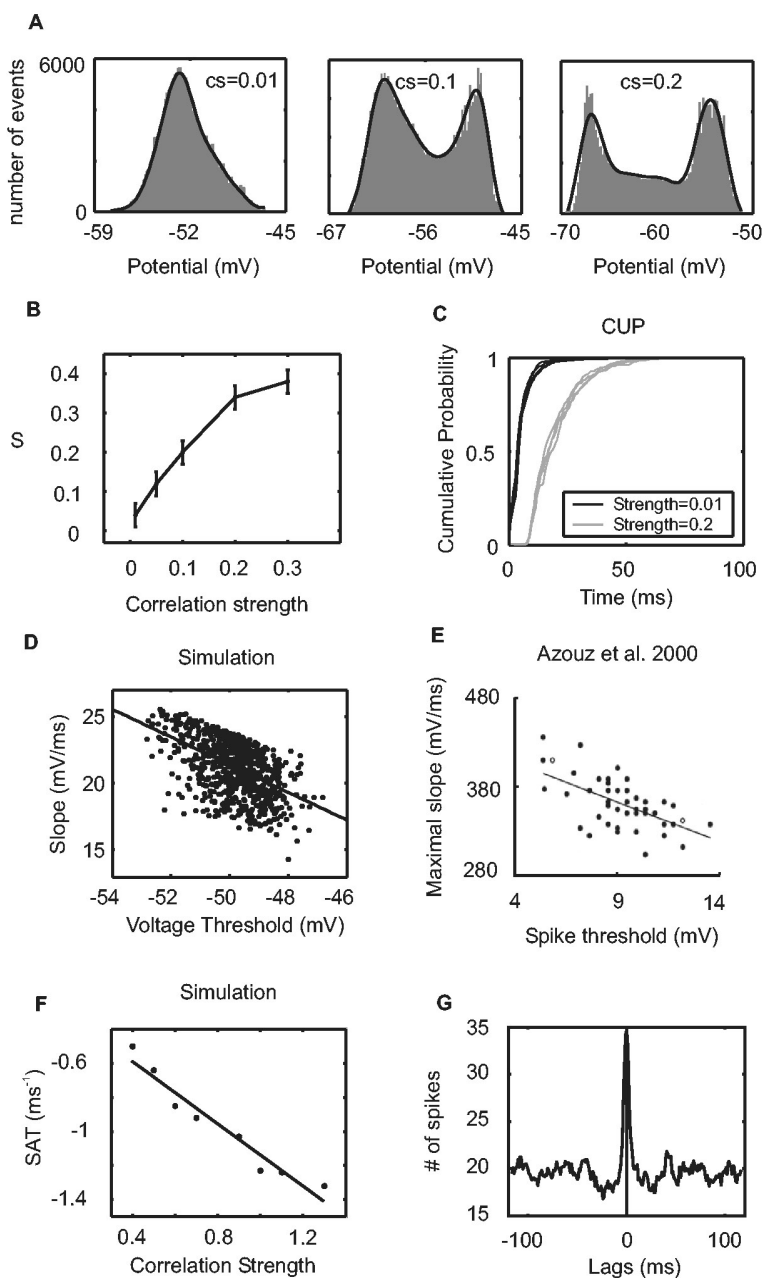 A
number of events
6000
0
cs=0.01
-59 -52 -45
Potential (mV)
cs=0.1
-67 -56 -45
Potential (mV)
cs=0.2
-70 -60 -50
Potential (mV)
B
S
0.4
0.3
0.2
0.1
0
0 0.1 0.2 0.3
Correlation strength
C
CUP
Cumulative Probability
1
0.5
0
Strength=0.01
Strength=0.2
0 50 100
Time (ms)
D
Simulation
Slope (mV/ms)
25
20
15
-54 -52 -50 -48 -46
Voltage Threshold (mV)
E
Azouz et al. 2000
Maximal slope (mV/ms)
480
380
280
4 9 14
Spike threshold (mV)
F
Simulation
SAT (ms⁻¹)
-0.6
-1
-1.4
0.4 0.8 1.2
Correlation Strength
G
# of spikes
35
30
25
20
15
-100 0 100
Lags (ms)